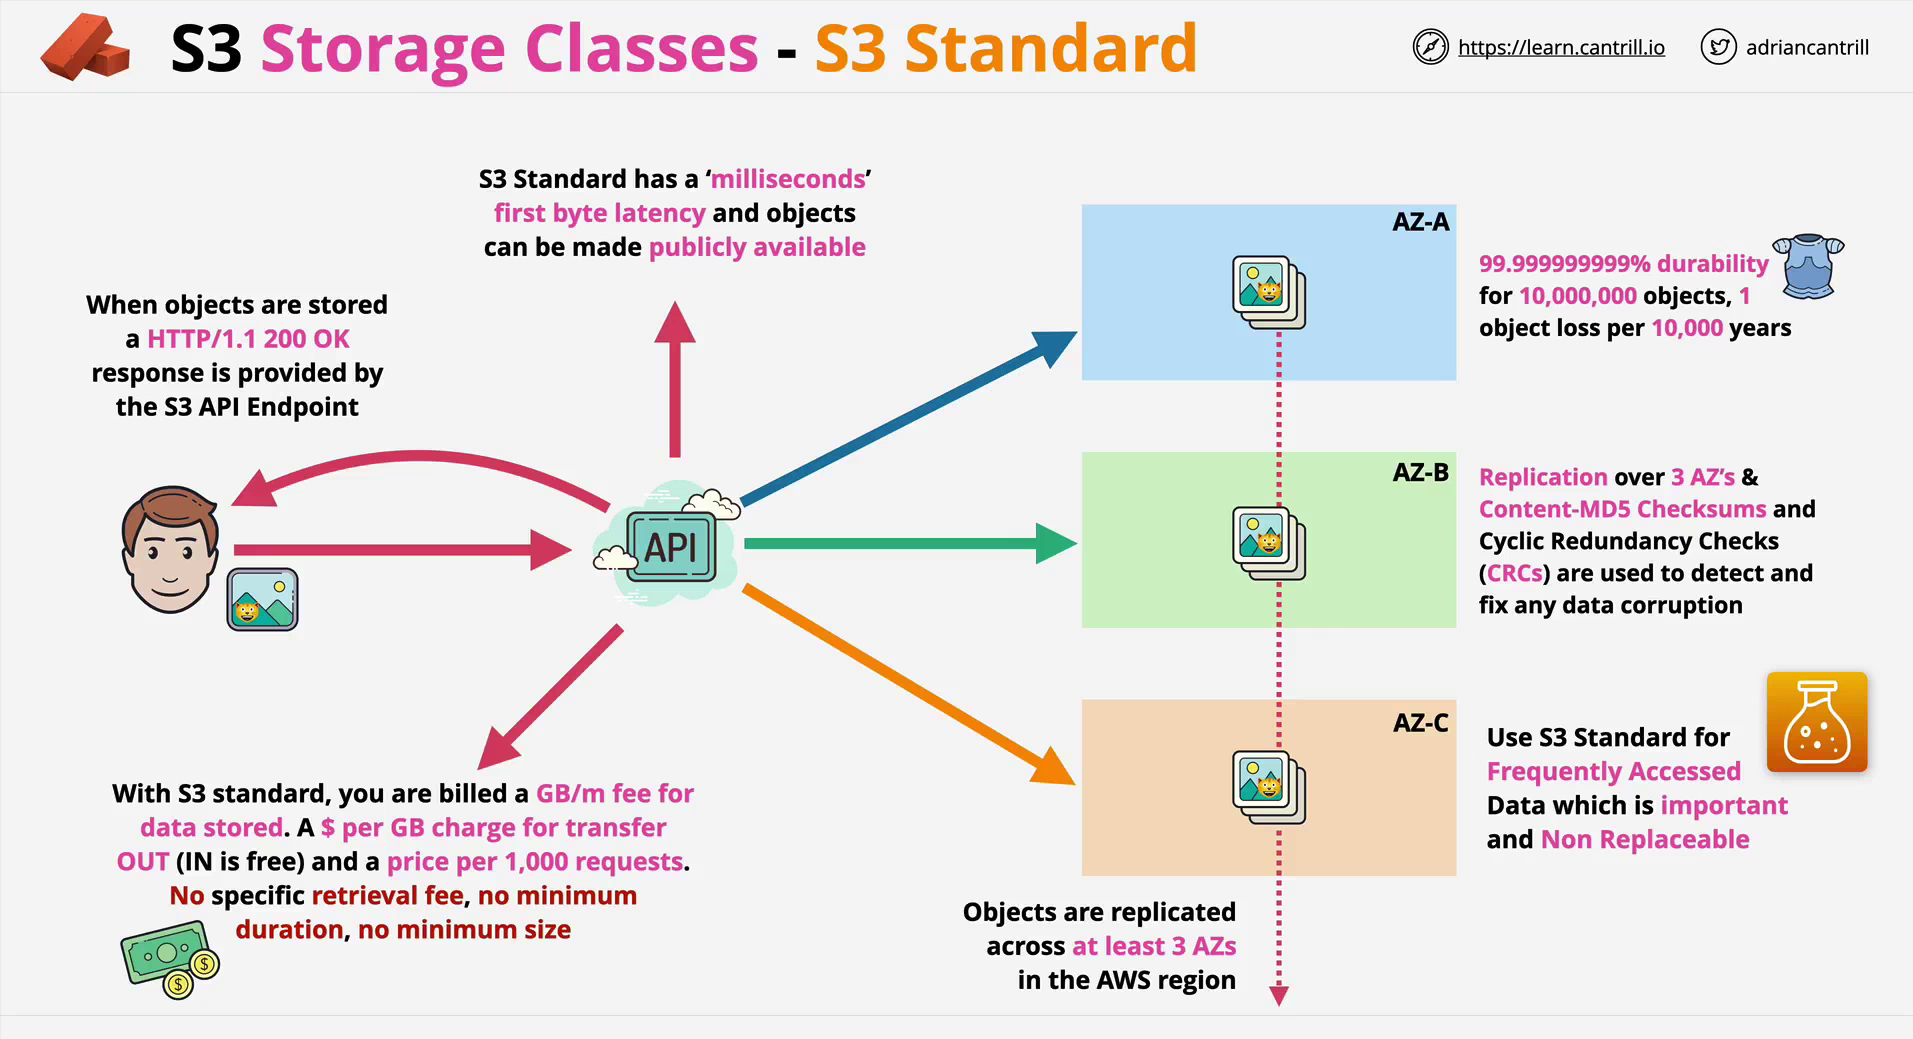 S3 Storage Classes - S3 Standard
https://learn.cantrill.io
adriancantrill
S3 Standard has a ‘milliseconds’
first byte latency and objects
can be made publicly available
When objects are stored
a HTTP/1.1 200 OK
response is provided by
the S3 API Endpoint
API
With S3 standard, you are billed a GB/m fee for
data stored. A $ per GB charge for transfer
OUT (IN is free) and a price per 1,000 requests.
No specific retrieval fee, no minimum
duration, no minimum size
$
$
AZ-A
99.999999999% durability
for 10,000,000 objects, 1
object loss per 10,000 years
AZ-B
Replication over 3 AZ’s &
Content-MD5 Checksums and
Cyclic Redundancy Checks
(CRCs) are used to detect and
fix any data corruption
AZ-C
Use S3 Standard for
Frequently Accessed
Data which is important
and Non Replaceable
Objects are replicated
across at least 3 AZs
in the AWS region